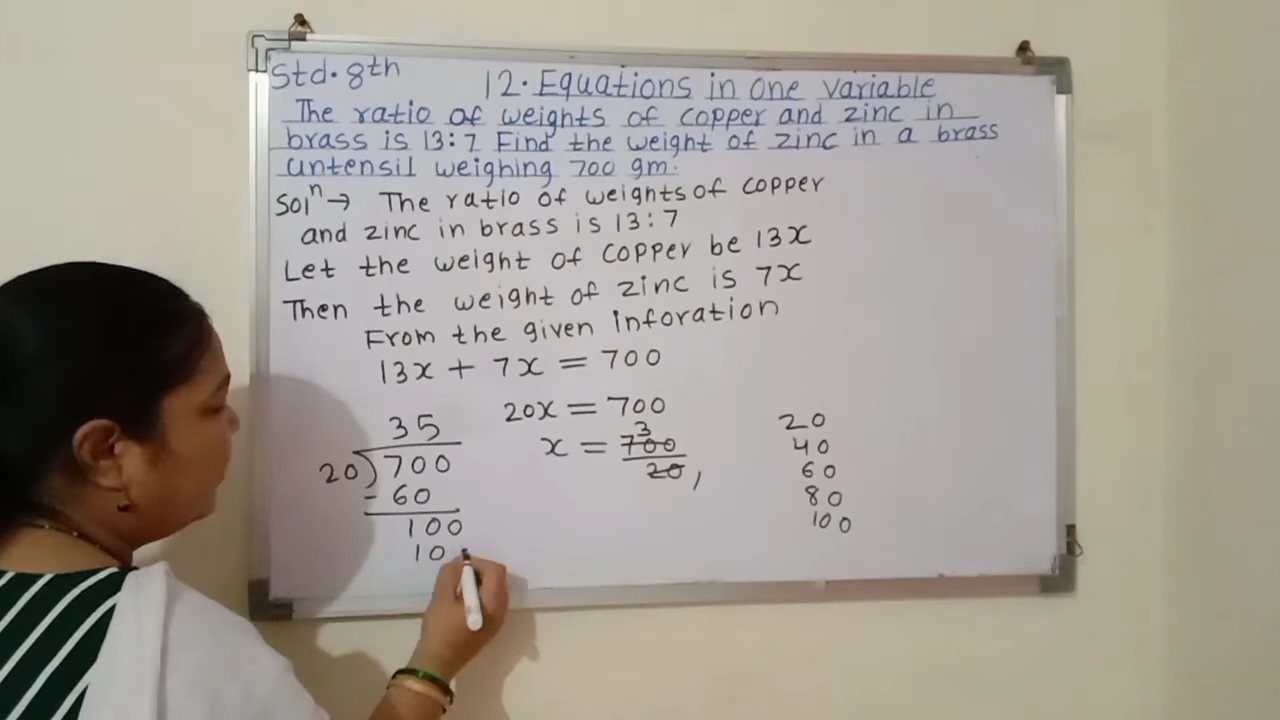 Std. 8th
12. Equations in one variable
The ratio of weights of copper and zinc in
brass is 13:7 Find the weight of zinc in a brass
untensil weighing 700 gm.
Solⁿ → The ratio of weights of copper
and zinc in brass is 13:7
Let the weight of copper be 13x
Then the weight of zinc is 7x
From the given inforation
13x + 7x = 700
20x = 700
3
x = 700
20,
35
20)700
- 60
100
10
20
40
60
80
100